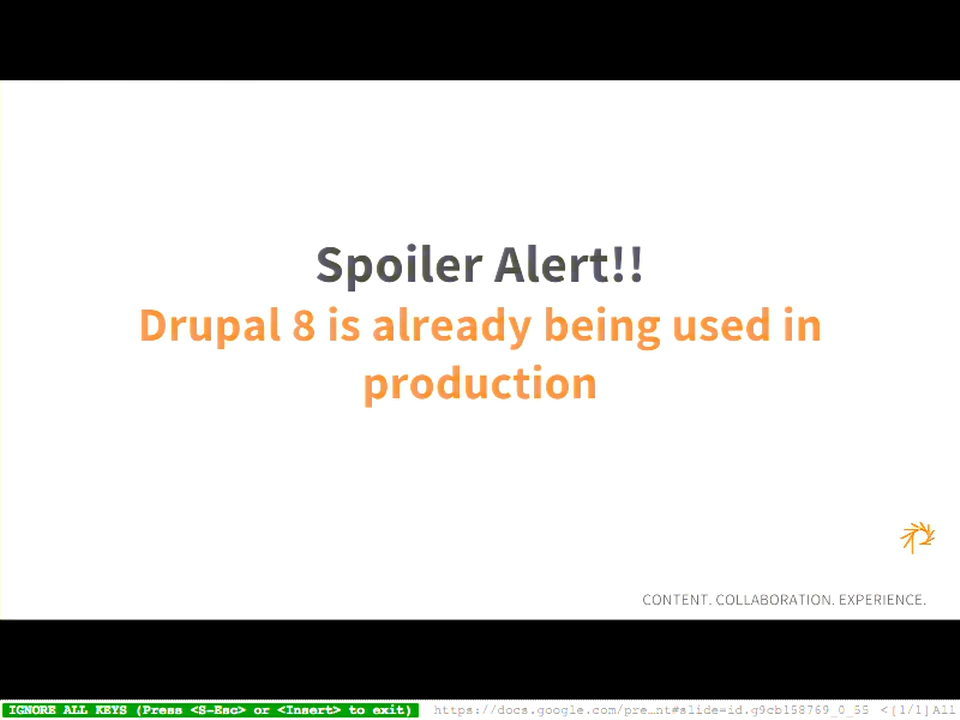 Spoiler Alert!!
Drupal 8 is already being used in
production
CONTENT. COLLABORATION. EXPERIENCE.
IGNORE ALL KEYS (Press <S-Esc> or <Insert> to exit) https://docs.google.com/pre…nt#slide=id.g9cb158769_0_55 <{1/1]All